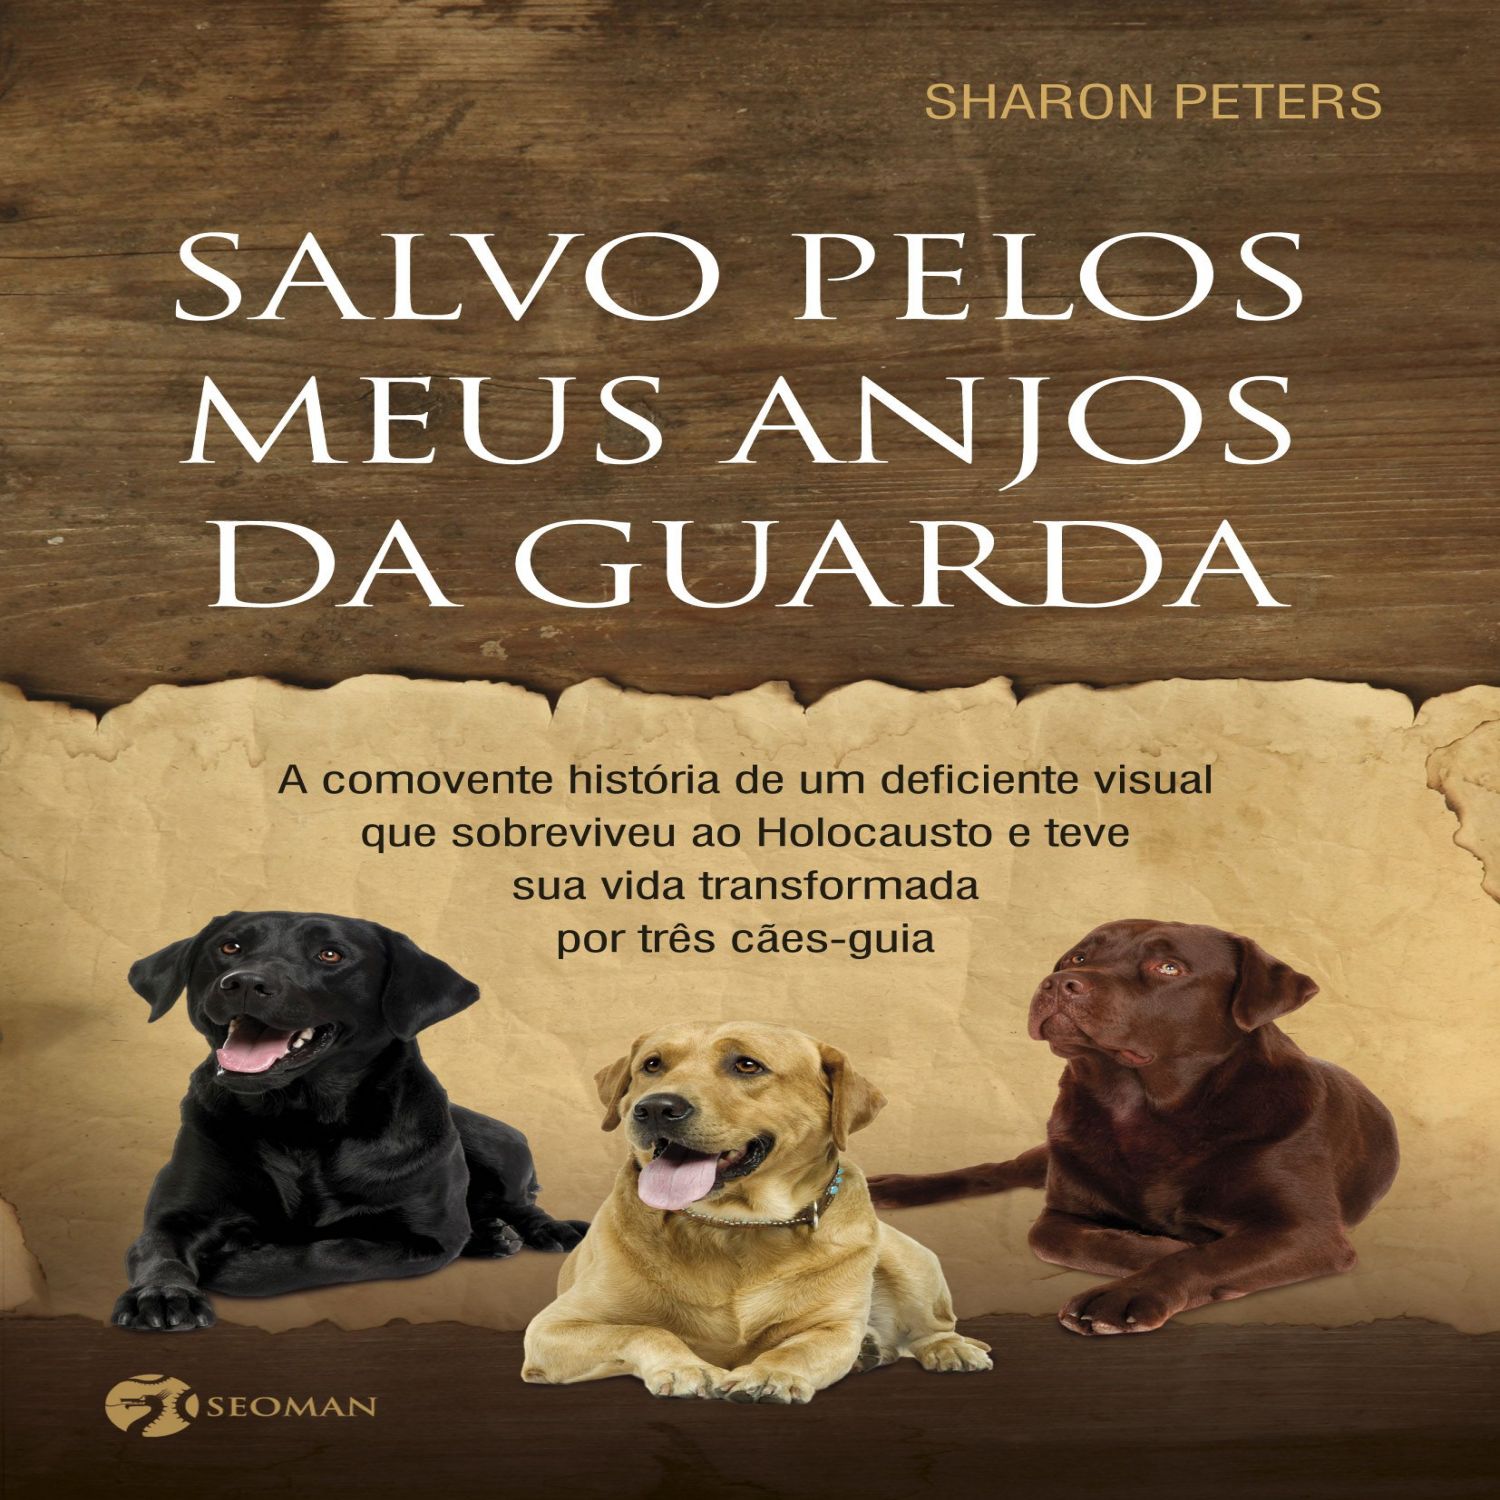 SHARON PETERS
SALVO PELOS
MEUS ANJOS
DA GUARDA
A comovente história de um deficiente visual
que sobreviveu ao Holocausto e teve
sua vida transformada
por três cães-guia
SEOMAN